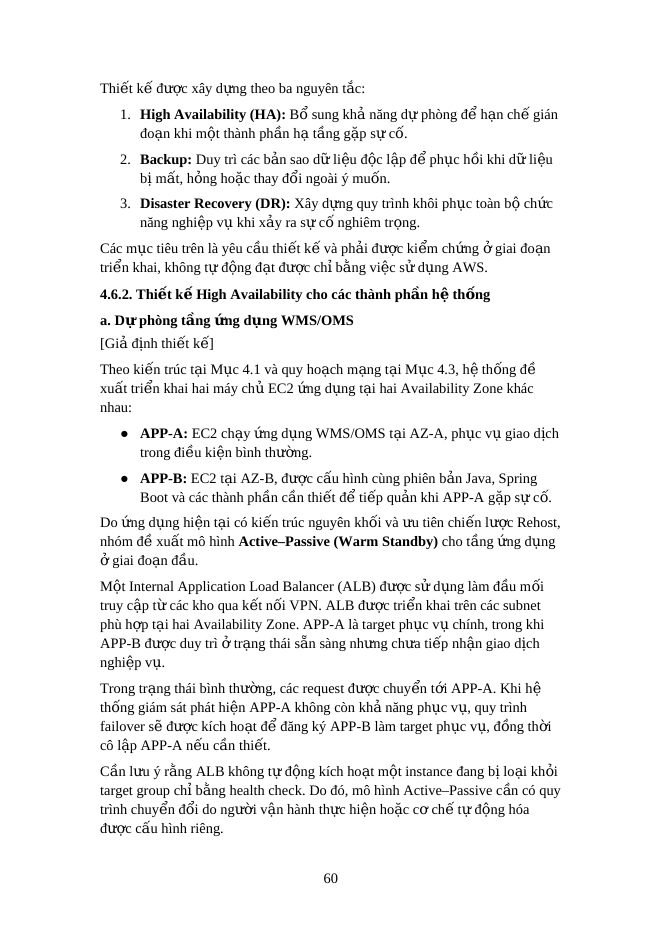 Thiết kế được xây dựng theo ba nguyên tắc:
1. High Availability (HA): Bổ sung khả năng dự phòng để hạn chế gián
đoạn khi một thành phần hạ tầng gặp sự cố.
2. Backup: Duy trì các bản sao dữ liệu độc lập để phục hồi khi dữ liệu
bị mất, hỏng hoặc thay đổi ngoài ý muốn.
3. Disaster Recovery (DR): Xây dựng quy trình khôi phục toàn bộ chức
năng nghiệp vụ khi xảy ra sự cố nghiêm trọng.
Các mục tiêu trên là yêu cầu thiết kế và phải được kiểm chứng ở giai đoạn
triển khai, không tự động đạt được chỉ bằng việc sử dụng AWS.
4.6.2. Thiết kế High Availability cho các thành phần hệ thống
a. Dự phòng tầng ứng dụng WMS/OMS
[Giả định thiết kế]
Theo kiến trúc tại Mục 4.1 và quy hoạch mạng tại Mục 4.3, hệ thống đề
xuất triển khai hai máy chủ EC2 ứng dụng tại hai Availability Zone khác
nhau:
● APP-A: EC2 chạy ứng dụng WMS/OMS tại AZ-A, phục vụ giao dịch
trong điều kiện bình thường.
● APP-B: EC2 tại AZ-B, được cấu hình cùng phiên bản Java, Spring
Boot và các thành phần cần thiết để tiếp quản khi APP-A gặp sự cố.
Do ứng dụng hiện tại có kiến trúc nguyên khối và ưu tiên chiến lược Rehost,
nhóm đề xuất mô hình Active–Passive (Warm Standby) cho tầng ứng dụng
ở giai đoạn đầu.
Một Internal Application Load Balancer (ALB) được sử dụng làm đầu mối
truy cập từ các kho qua kết nối VPN. ALB được triển khai trên các subnet
phù hợp tại hai Availability Zone. APP-A là target phục vụ chính, trong khi
APP-B được duy trì ở trạng thái sẵn sàng nhưng chưa tiếp nhận giao dịch
nghiệp vụ.
Trong trạng thái bình thường, các request được chuyển tới APP-A. Khi hệ
thống giám sát phát hiện APP-A không còn khả năng phục vụ, quy trình
failover sẽ được kích hoạt để đăng ký APP-B làm target phục vụ, đồng thời
cô lập APP-A nếu cần thiết.
Cần lưu ý rằng ALB không tự động kích hoạt một instance đang bị loại khỏi
target group chỉ bằng health check. Do đó, mô hình Active–Passive cần có quy
trình chuyển đổi do người vận hành thực hiện hoặc cơ chế tự động hóa
được cấu hình riêng.
60